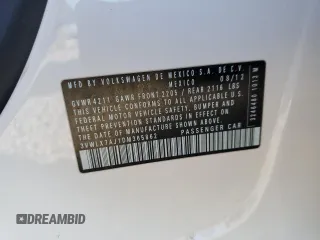 MFD BY VOLKSWAGEN DE MEXICO S.A. DE C.V.
MEXICO 08/12
GVWR 4211 GAWR FRONT 2205 / REAR 2116 LBS
THIS VEHICLE CONFORMS TO ALL APPLICABLE
FEDERAL MOTOR VEHICLE SAFETY, BUMPER AND
THEFT PREVENTION STANDARDS IN EFFECT ON
THE DATE OF MANUFACTURE SHOWN ABOVE
PASSENGER CAR
AUTOBIDMASTER